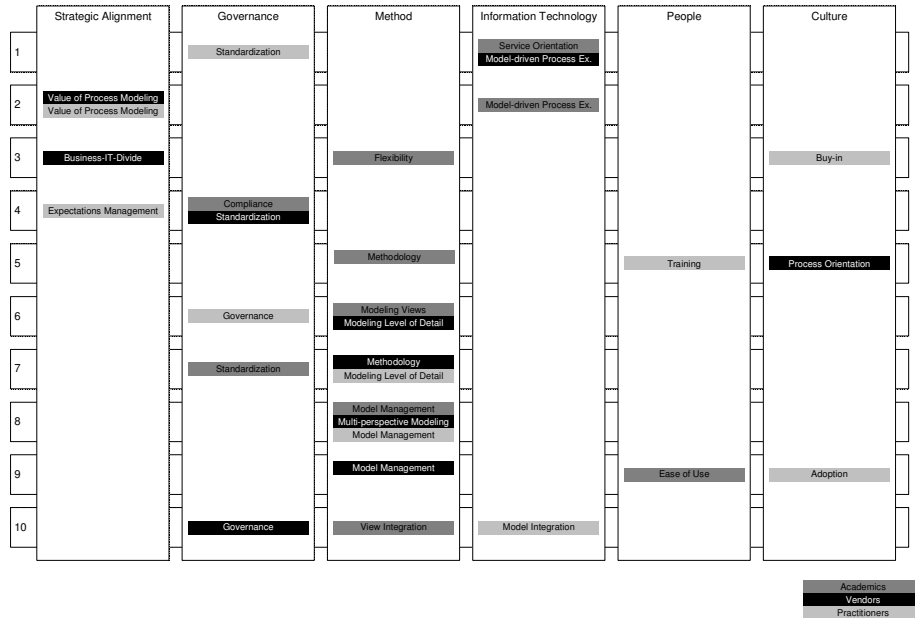 Strategic Alignment Governance Method Information Technology People Culture
1
Standardization
Service Orientation
Model-driven Process Ex.
2
Value of Process Modeling
Value of Process Modeling
Model-driven Process Ex.
3
Business-IT-Divide
Flexibility
Buy-in
4
Expectations Management
Compliance
Standardization
5
Methodology
Training
Process Orientation
6
Governance
Modeling Views
Modeling Level of Detail
7
Standardization
Methodology
Modeling Level of Detail
8
Model Management
Multi-perspective Modeling
Model Management
9
Model Management
Ease of Use
Adoption
10
Governance
View Integration
Model Integration
Academics
Vendors
Practitioners